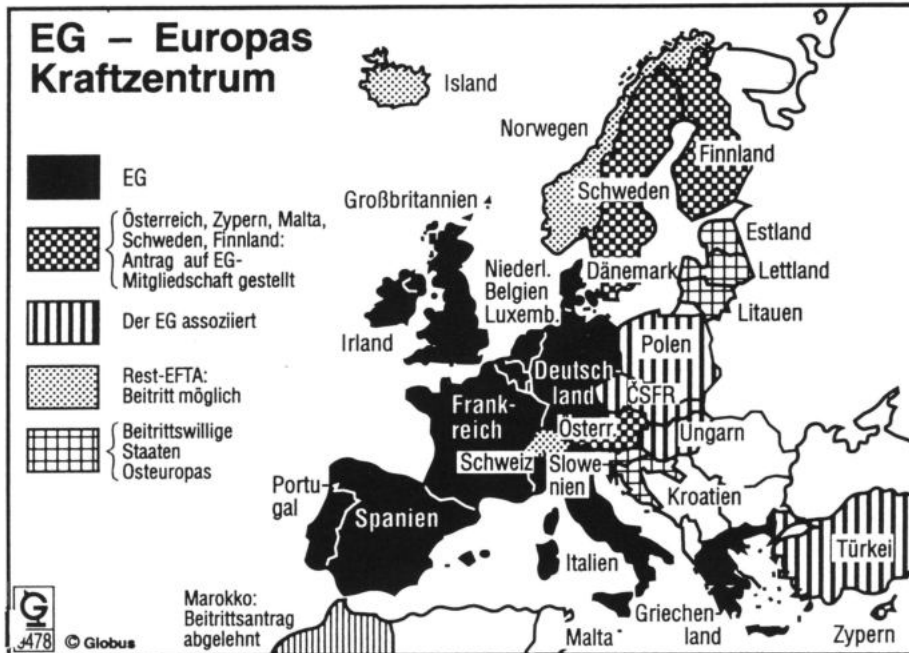 EG – Europas
Kraftzentrum
EG
Österreich, Zypern, Malta,
Schweden, Finnland:
Antrag auf EG-
Mitgliedschaft gestellt
Der EG assoziiert
Rest-EFTA:
Beitritt möglich
Beitrittswillige
Staaten
Osteuropas
Island
Norwegen
Finnland
Schweden
Großbritannien
Estland
Lettland
Litauen
Niederl.
Belgien
Luxemb.
Dänemark
Irland
Polen
Deutsch-
land
ČSFR
Frank-
reich
Österr.
Ungarn
Schweiz
Slowe-
nien
Kroatien
Portu-
gal
Spanien
Italien
Türkei
Marokko:
Beitrittsantrag
abgelehnt
Malta
Griechen-
land
Zypern
G
9478
© Globus